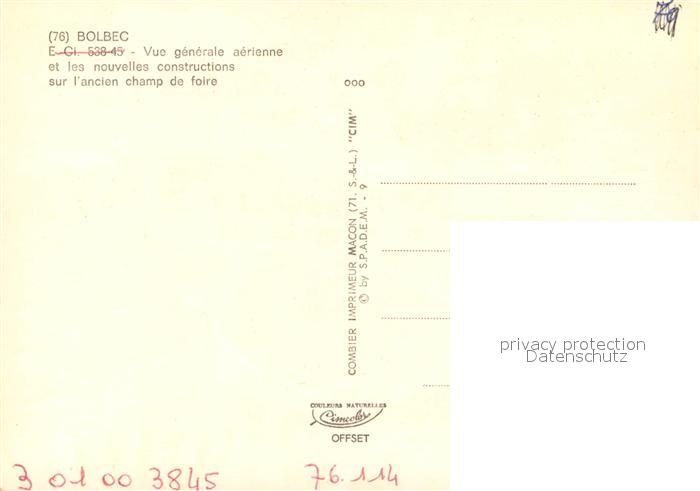 (76) BOLBEC
E Cl. 538-45 - Vue générale aérienne
et les nouvelles constructions
sur l'ancien champ de foire
000
COMBIER IMPRIMEUR MACON (71. S.-&-L.) "CIM"
© by S.P.A.D.E.M. - 9
privacy protection
Datenschutz
COULEURS NATURELLES
Cimcolor
OFFSET
3 01 00 3845
76.114